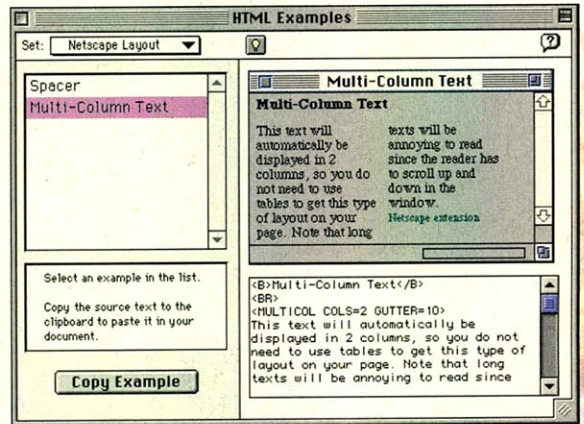 HTML Examples
Set: Netscape Layout
Spacer
Multi-Column Text
Select an example in the list.
Copy the source text to the
clipboard to paste it in your
document.
Copy Example
Multi-Column Text
Multi-Column Text
This text will
automatically be
displayed in 2
columns, so you do
not need to use
tables to get this type
of layout on your
page. Note that long
texts will be
annoying to read
since the reader has
to scroll up and
down in the
window.
Netscape extension
<B>Multi-Column Text</B>
<BR>
<MULTICOL COLS=2 GUTTER=10>
This text will automatically be
displayed in 2 columns, so you do not
need to use tables to get this type of
layout on your page. Note that long
texts will be annoying to read since